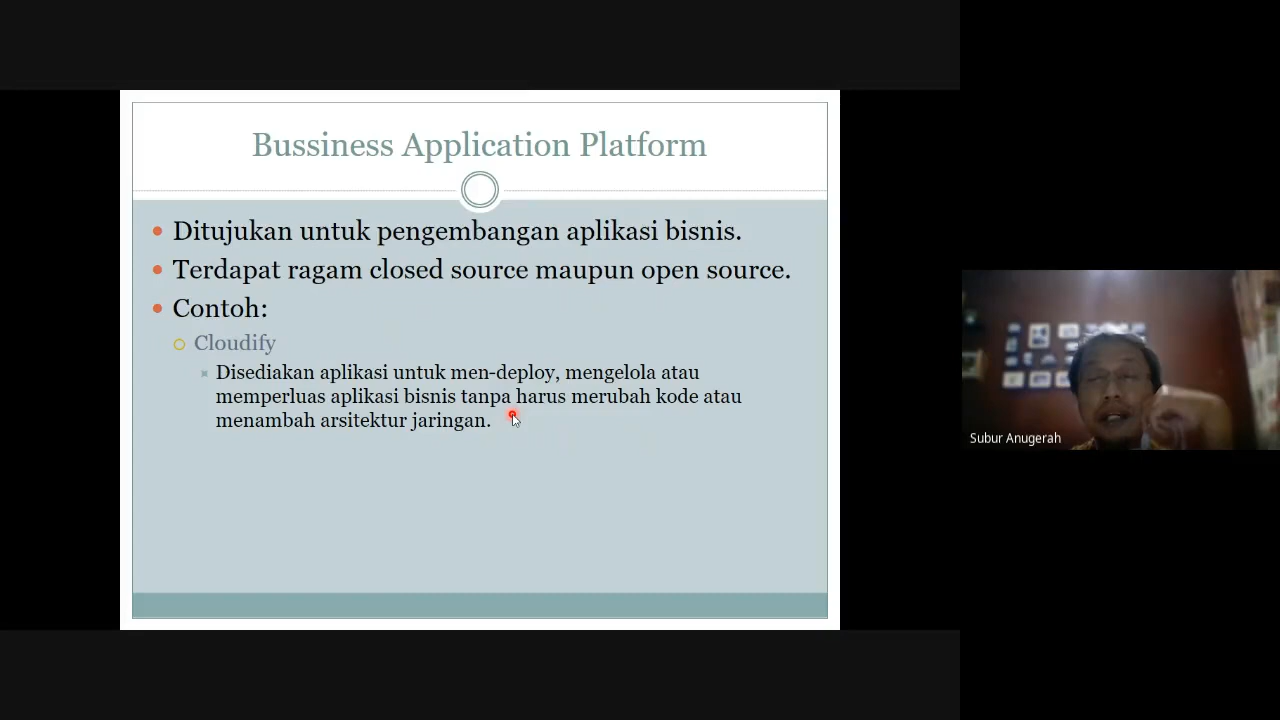 Bussiness Application Platform
Ditujukan untuk pengembangan aplikasi bisnis.
Terdapat ragam closed source maupun open source.
Contoh:
Cloudify
Disediakan aplikasi untuk men-deploy, mengelola atau
memperluas aplikasi bisnis tanpa harus merubah kode atau
menambah arsitektur jaringan.
Subur Anugerah